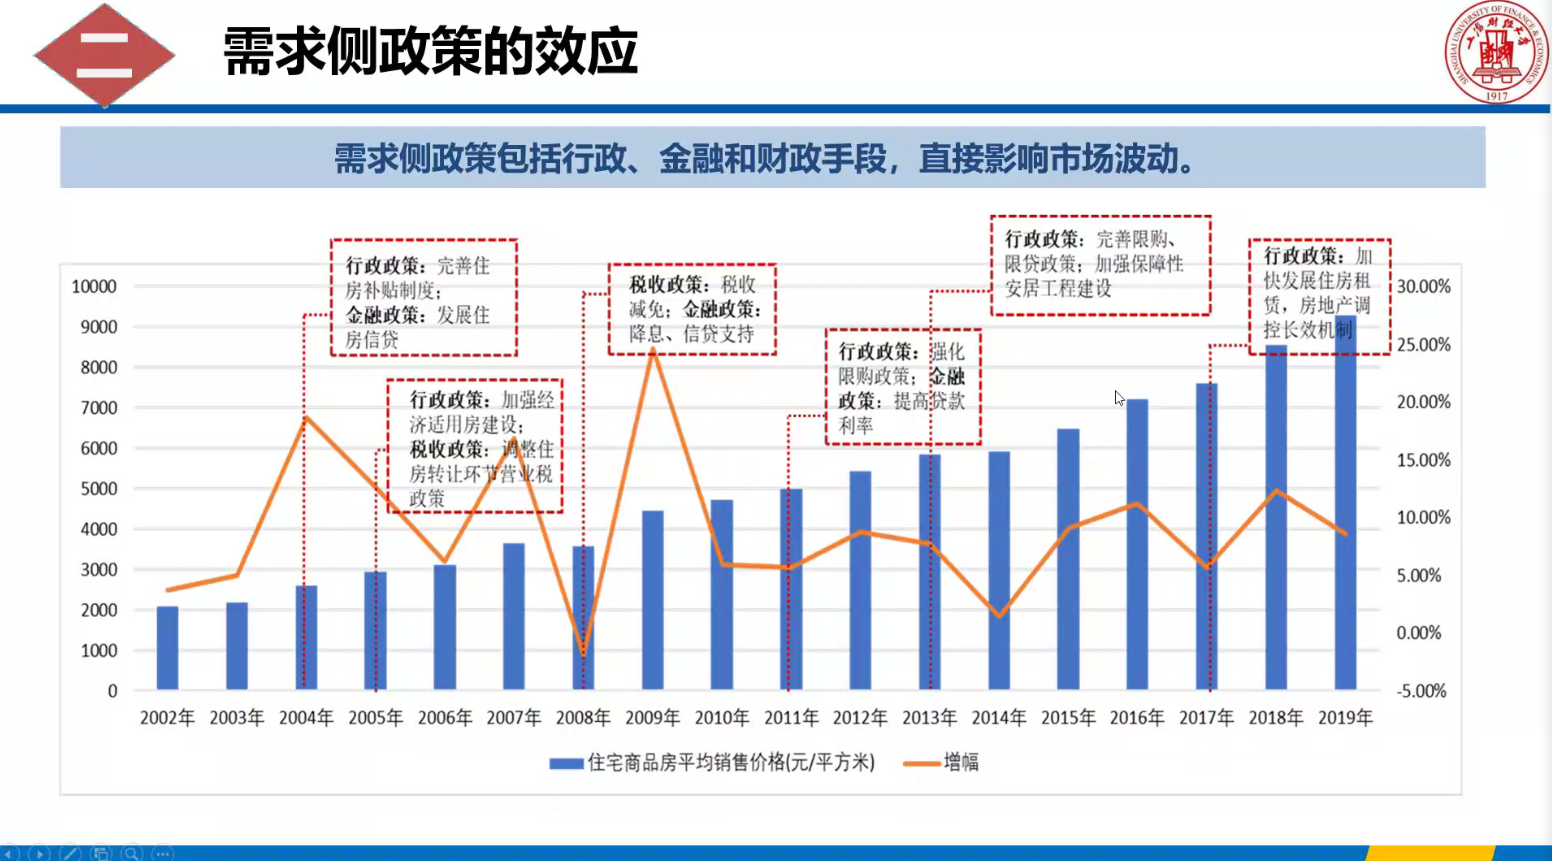 二
需求侧政策的效应
SHANGHAI UNIVERSITY OF FINANCE & ECONOMICS
上海财经大学
1917
需求侧政策包括行政、金融和财政手段，直接影响市场波动。
行政政策：完善住
房补贴制度；
金融政策：发展住
房信贷
行政政策：加强经
济适用房建设；
税收政策：调整住
房转让环节营业税
政策
税收政策：税收
减免；金融政策：
降息、信贷支持
行政政策：强化
限购政策；金融
政策：提高贷款
利率
行政政策：完善限购、
限贷政策；加强保障性
安居工程建设
行政政策：加
快发展住房租
赁，房地产调
控长效机制
10000
9000
8000
7000
6000
5000
4000
3000
2000
1000
0
30.00%
25.00%
20.00%
15.00%
10.00%
5.00%
0.00%
-5.00%
2002年 2003年 2004年 2005年 2006年 2007年 2008年 2009年 2010年 2011年 2012年 2013年 2014年 2015年 2016年 2017年 2018年 2019年
住宅商品房平均销售价格(元/平方米) 增幅